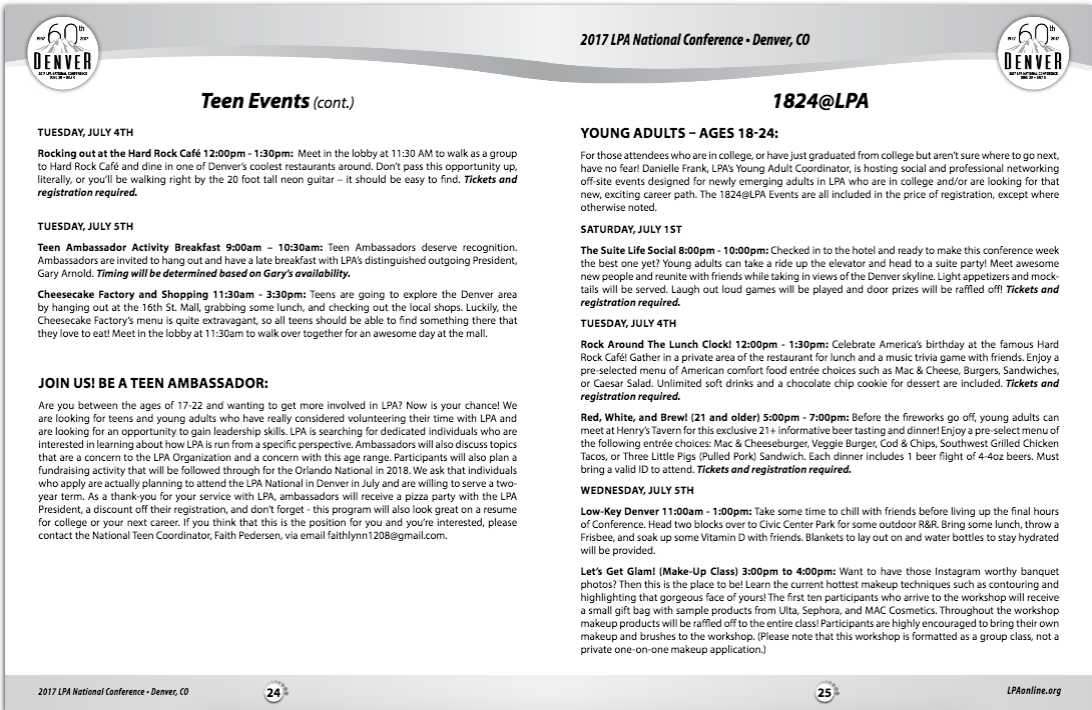 1957 60th 2017
DENVER
2017 LPA NATIONAL CONFERENCE
2017 LPA National Conference • Denver, CO
1957 60th 2017
DENVER
2017 LPA NATIONAL CONFERENCE
Teen Events (cont.)
TUESDAY, JULY 4TH
Rocking out at the Hard Rock Café 12:00pm - 1:30pm: Meet in the lobby at 11:30 AM to walk as a group
to Hard Rock Café and dine in one of Denver's coolest restaurants around. Don't pass this opportunity up,
literally, or you'll be walking right by the 20 foot tall neon guitar – it should be easy to find. Tickets and
registration required.
TUESDAY, JULY 5TH
Teen Ambassador Activity Breakfast 9:00am – 10:30am: Teen Ambassadors deserve recognition.
Ambassadors are invited to hang out and have a late breakfast with LPA's distinguished outgoing President,
Gary Arnold. Timing will be determined based on Gary's availability.
Cheesecake Factory and Shopping 11:30am - 3:30pm: Teens are going to explore the Denver area
by hanging out at the 16th St. Mall, grabbing some lunch, and checking out the local shops. Luckily, the
Cheesecake Factory's menu is quite extravagant, so all teens should be able to find something there that
they love to eat! Meet in the lobby at 11:30am to walk over together for an awesome day at the mall.
JOIN US! BE A TEEN AMBASSADOR:
Are you between the ages of 17-22 and wanting to get more involved in LPA? Now is your chance! We
are looking for teens and young adults who have really considered volunteering their time with LPA and
are looking for an opportunity to gain leadership skills. LPA is searching for dedicated individuals who are
interested in learning about how LPA is run from a specific perspective. Ambassadors will also discuss topics
that are a concern to the LPA Organization and a concern with this age range. Participants will also plan a
fundraising activity that will be followed through for the Orlando National in 2018. We ask that individuals
who apply are actually planning to attend the LPA National in Denver in July and are willing to serve a two-
year term. As a thank-you for your service with LPA, ambassadors will receive a pizza party with the LPA
President, a discount off their registration, and don't forget - this program will also look great on a resume
for college or your next career. If you think that this is the position for you and you're interested, please
contact the National Teen Coordinator, Faith Pedersen, via email faithlynn1208@gmail.com.
2017 LPA National Conference • Denver, CO
24
1824@LPA
YOUNG ADULTS – AGES 18-24:
For those attendees who are in college, or have just graduated from college but aren't sure where to go next,
have no fear! Danielle Frank, LPA's Young Adult Coordinator, is hosting social and professional networking
off-site events designed for newly emerging adults in LPA who are in college and/or are looking for that
new, exciting career path. The 1824@LPA Events are all included in the price of registration, except where
otherwise noted.
SATURDAY, JULY 1ST
The Suite Life Social 8:00pm - 10:00pm: Checked in to the hotel and ready to make this conference week
the best one yet? Young adults can take a ride up the elevator and head to a suite party! Meet awesome
new people and reunite with friends while taking in views of the Denver skyline. Light appetizers and mock-
tails will be served. Laugh out loud games will be played and door prizes will be raffled off! Tickets and
registration required.
TUESDAY, JULY 4TH
Rock Around The Lunch Clock! 12:00pm - 1:30pm: Celebrate America's birthday at the famous Hard
Rock Café! Gather in a private area of the restaurant for lunch and a music trivia game with friends. Enjoy a
pre-selected menu of American comfort food entrée choices such as Mac & Cheese, Burgers, Sandwiches,
or Caesar Salad. Unlimited soft drinks and a chocolate chip cookie for dessert are included. Tickets and
registration required.
Red, White, and Brew! (21 and older) 5:00pm - 7:00pm: Before the fireworks go off, young adults can
meet at Henry's Tavern for this exclusive 21+ informative beer tasting and dinner! Enjoy a pre-select menu of
the following entrée choices: Mac & Cheeseburger, Veggie Burger, Cod & Chips, Southwest Grilled Chicken
Tacos, or Three Little Pigs (Pulled Pork) Sandwich. Each dinner includes 1 beer flight of 4-4oz beers. Must
bring a valid ID to attend. Tickets and registration required.
WEDNESDAY, JULY 5TH
Low-Key Denver 11:00am - 1:00pm: Take some time to chill with friends before living up the final hours
of Conference. Head two blocks over to Civic Center Park for some outdoor R&R. Bring some lunch, throw a
Frisbee, and soak up some Vitamin D with friends. Blankets to lay out on and water bottles to stay hydrated
will be provided.
Let's Get Glam! (Make-Up Class) 3:00pm to 4:00pm: Want to have those Instagram worthy banquet
photos? Then this is the place to be! Learn the current hottest makeup techniques such as contouring and
highlighting that gorgeous face of yours! The first ten participants who arrive to the workshop will receive
a small gift bag with sample products from Ulta, Sephora, and MAC Cosmetics. Throughout the workshop
makeup products will be raffled off to the entire class! Participants are highly encouraged to bring their own
makeup and brushes to the workshop. (Please note that this workshop is formatted as a group class, not a
private one-on-one makeup application.)
25
LPAonline.org